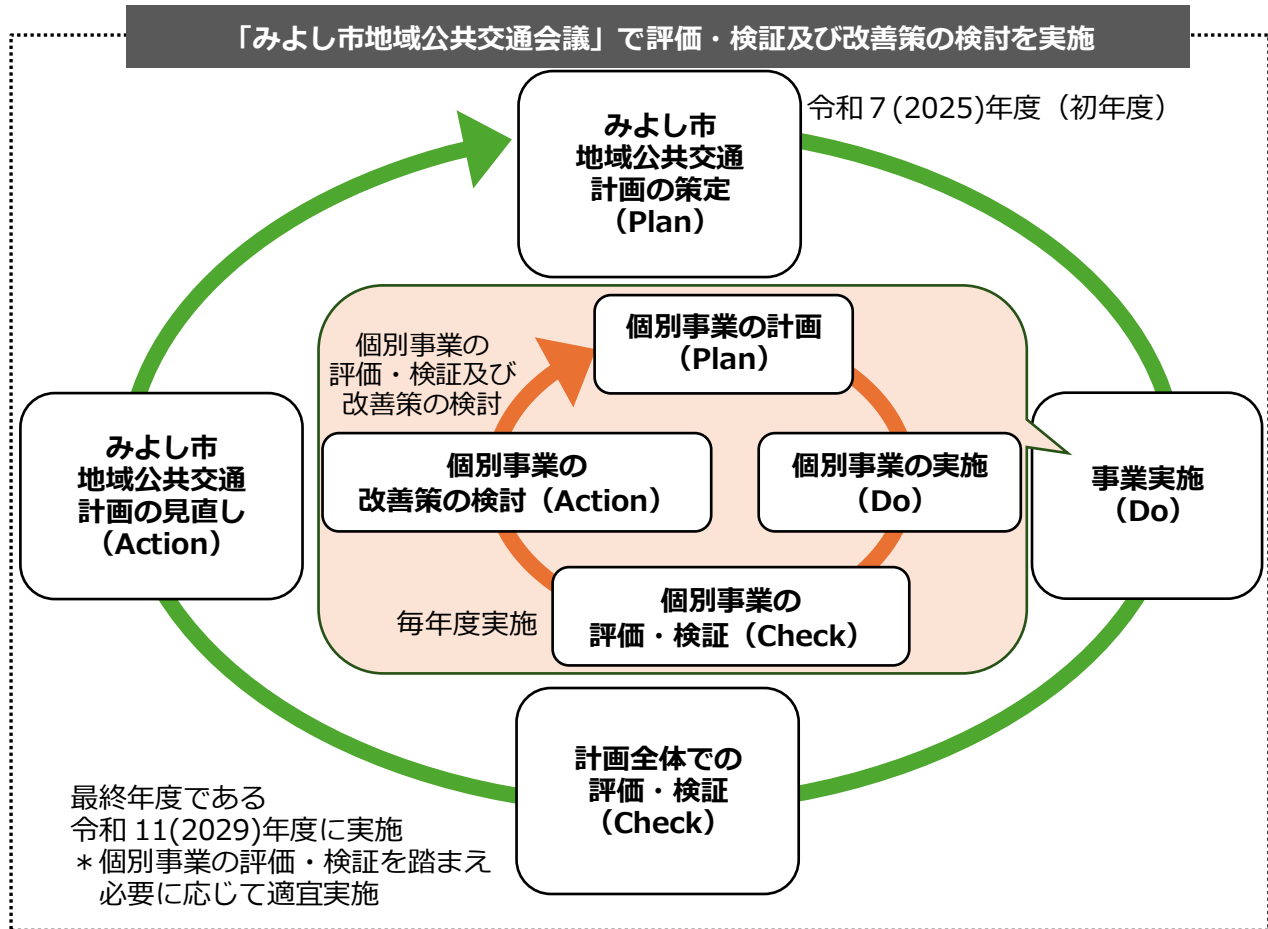 「みよし市地域公共交通会議」で評価・検証及び改善策の検討を実施
令和７(2025)年度（初年度）
みよし市
地域公共交通
計画の策定
（Plan）
個別事業の計画
（Plan）
個別事業の
評価・検証及び
改善策の検討
個別事業の
改善策の検討（Action）
個別事業の実施
（Do）
個別事業の
評価・検証（Check）
毎年度実施
みよし市
地域公共交通
計画の見直し
（Action）
事業実施
（Do）
計画全体での
評価・検証
（Check）
最終年度である
令和 11(2029)年度に実施
＊個別事業の評価・検証を踏まえ
必要に応じて適宜実施